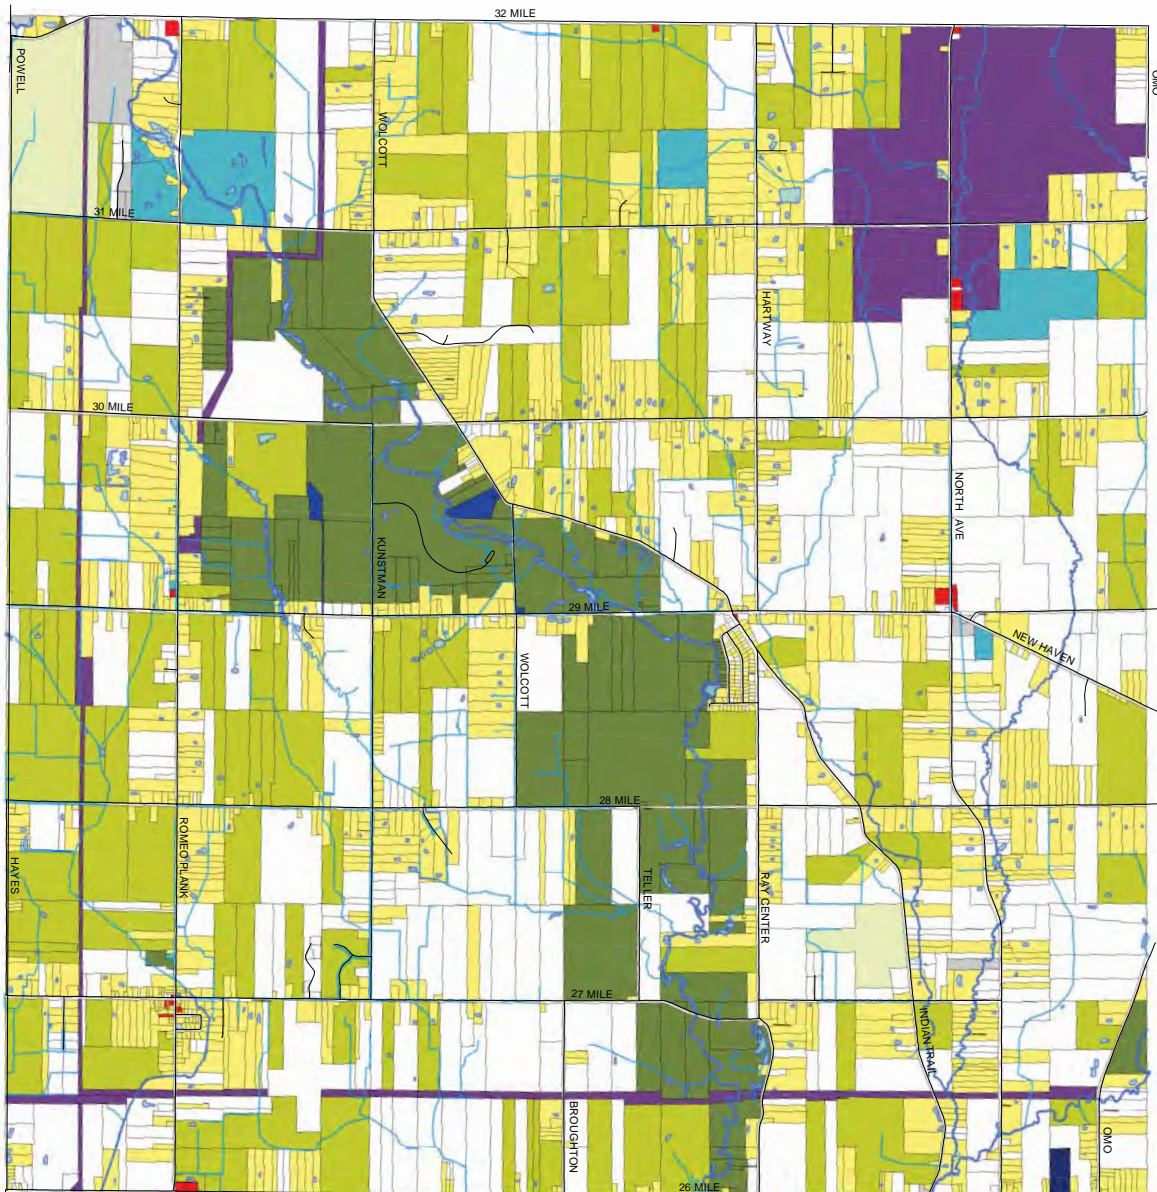 32 MILE
POWELL
OMO
WOLCOTT
31 MILE
HARTWAY
30 MILE
NORTH AVE
KUNSTMAN
29 MILE
NEW HAVEN
WOLCOTT
28 MILE
ROMEO PLANK
HAYES
TELLER
RAY CENTER
27 MILE
INDIAN TRAIL
BROUGHTON
OMO
26 MILE